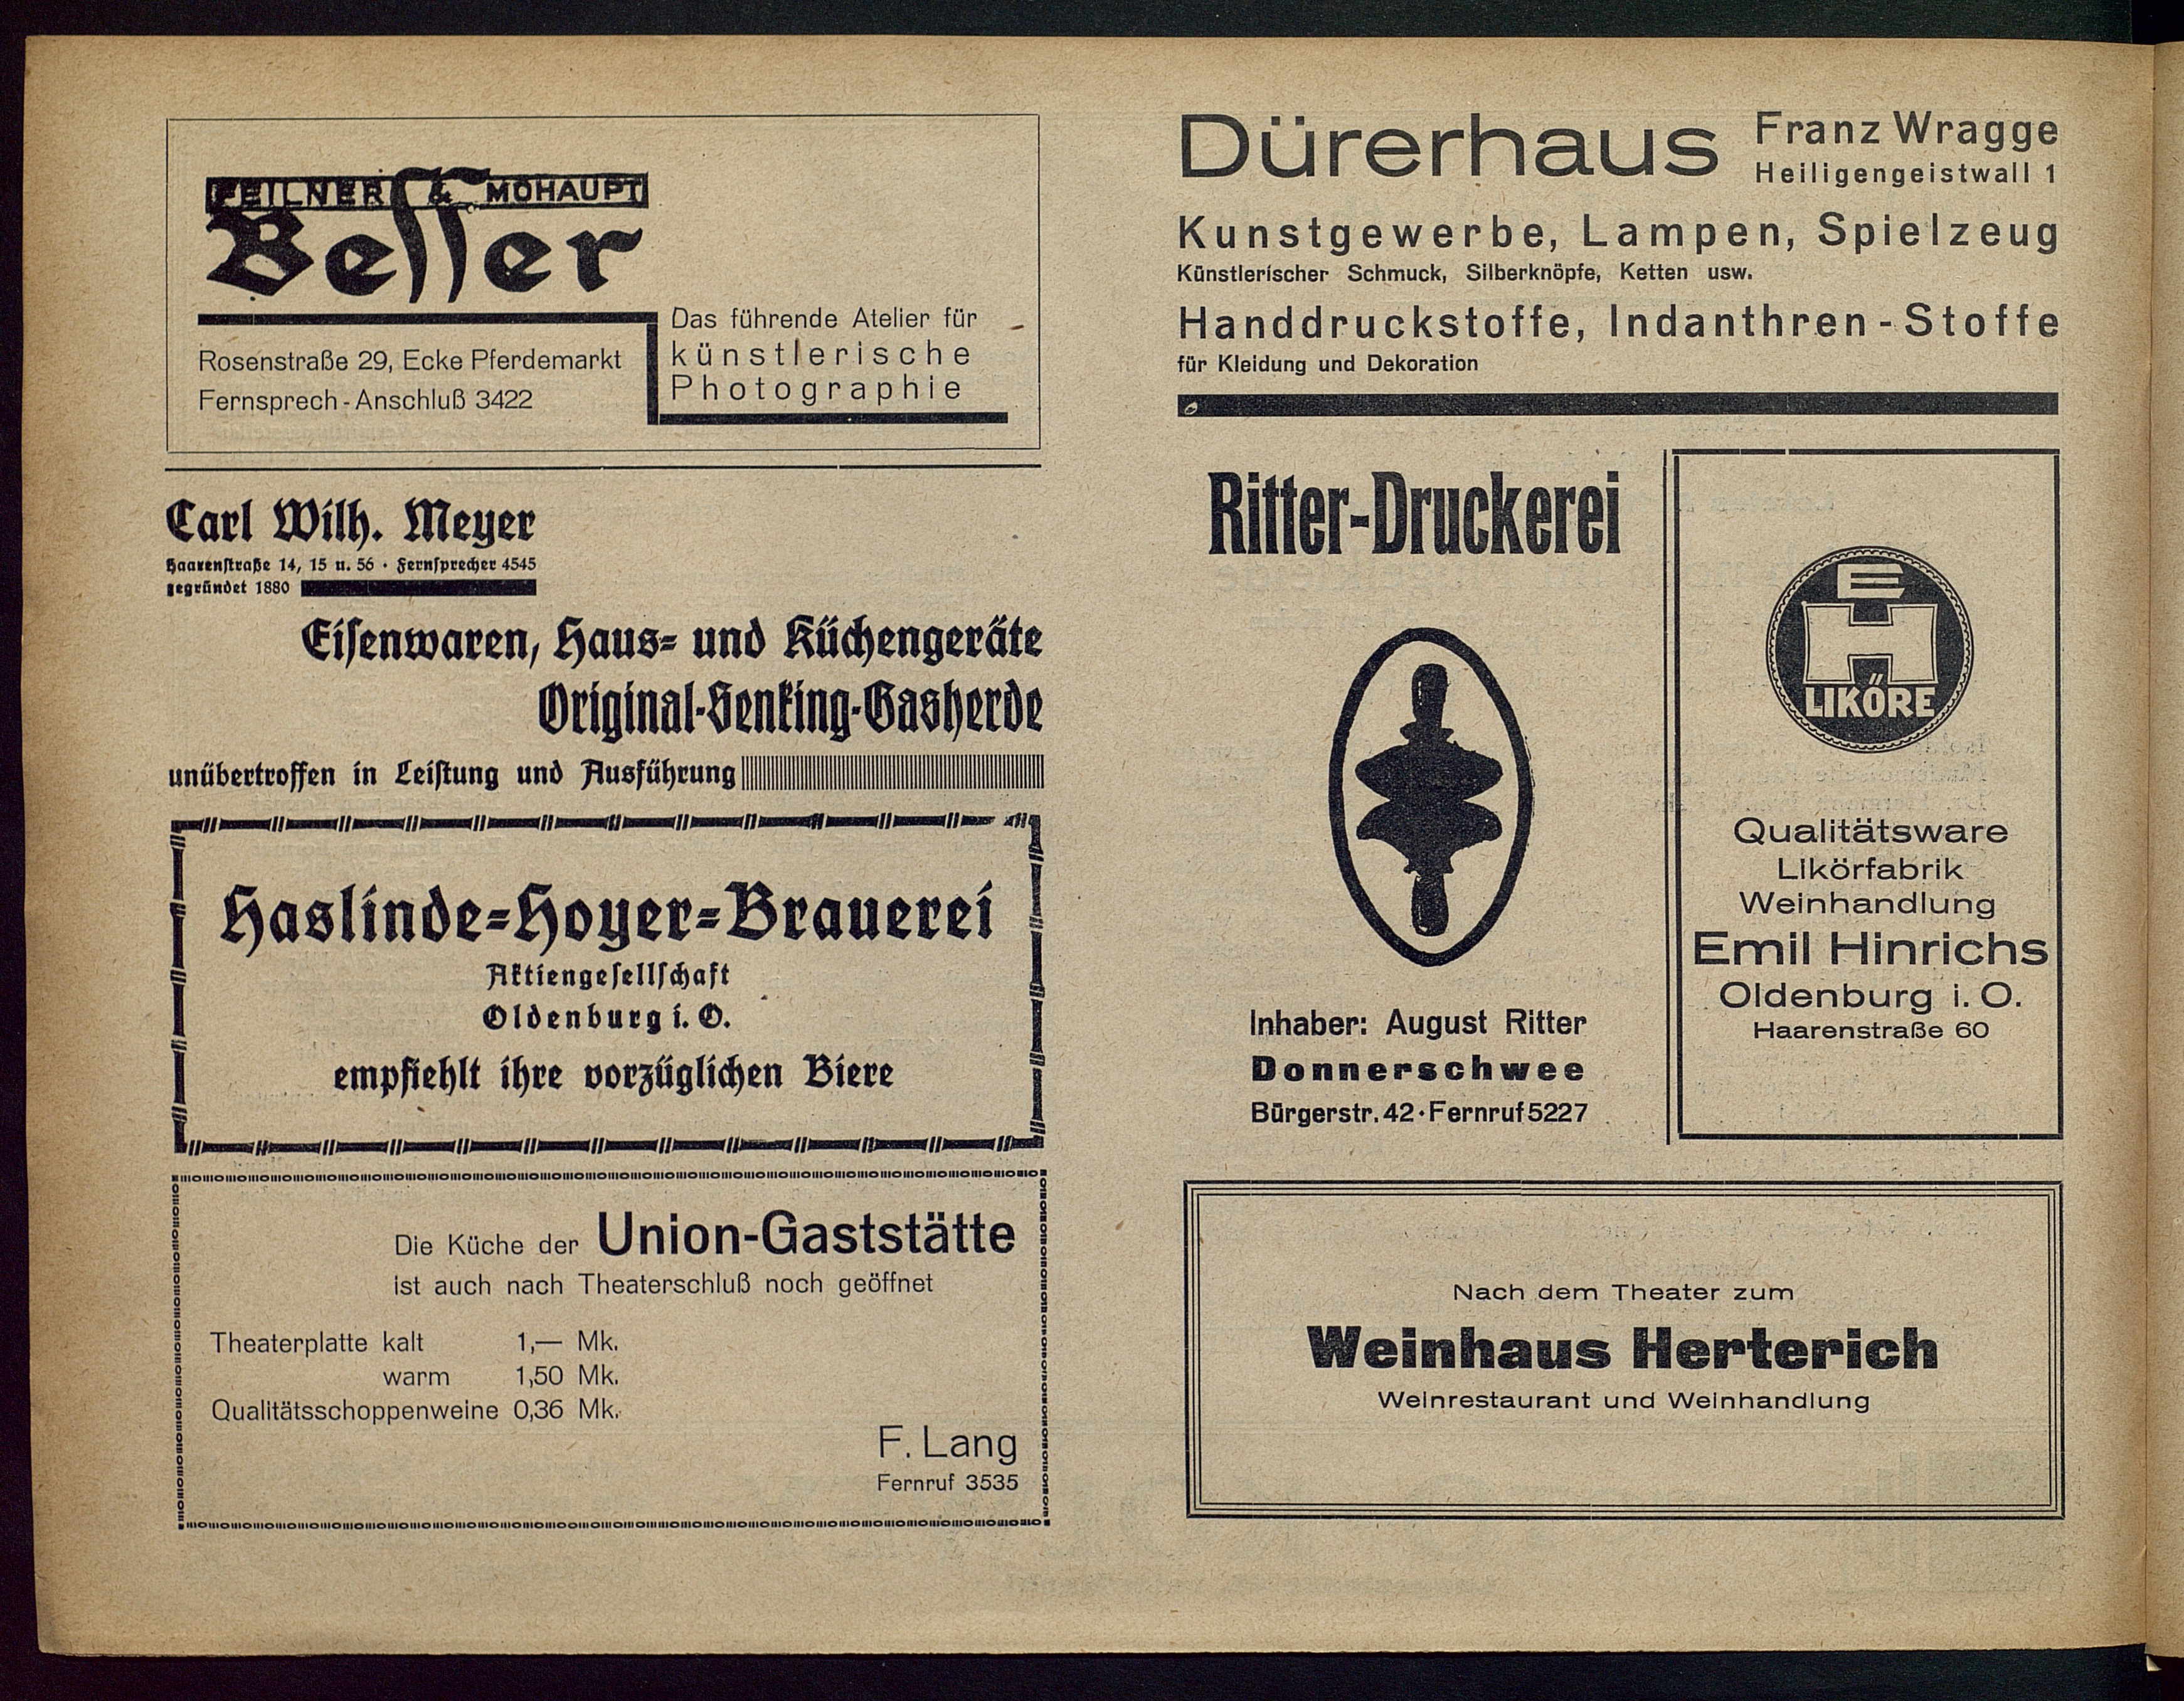 FEILNER & MOHAUPT
Beſſer
Rosenstraße 29, Ecke Pferdemarkt
Fernsprech-Anschluß 3422
Das führende Atelier für
künstlerische
Photographie
Carl Wilh. Meyer
Haarenſtraße 14, 15 u. 56 · Fernſprecher 4545
gegründet 1880
Eiſenwaren, Haus- und Küchengeräte
Original-Senking-Gasherde
unübertroffen in Leiſtung und Ausführung
Haslinde-Hoyer-Brauerei
Aktiengeſellſchaft
Oldenburg i. O.
empfiehlt ihre vorzüglichen Biere
Die Küche der Union-Gaststätte
ist auch nach Theaterschluß noch geöffnet
Theaterplatte kalt 1,— Mk.
warm 1,50 Mk.
Qualitätsschoppenweine 0,36 Mk.
F. Lang
Fernruf 3535
Dürerhaus Franz Wragge
Heiligengeistwall 1
Kunstgewerbe, Lampen, Spielzeug
Künstlerischer Schmuck, Silberknöpfe, Ketten usw.
Handdruckstoffe, Indanthren-Stoffe
für Kleidung und Dekoration
Ritter-Druckerei
Inhaber: August Ritter
Donnerschwee
Bürgerstr. 42 · Fernruf 5227
E
H
LIKÖRE
Qualitätsware
Likörfabrik
Weinhandlung
Emil Hinrichs
Oldenburg i. O.
Haarenstraße 60
Nach dem Theater zum
Weinhaus Herterich
Weinrestaurant und Weinhandlung